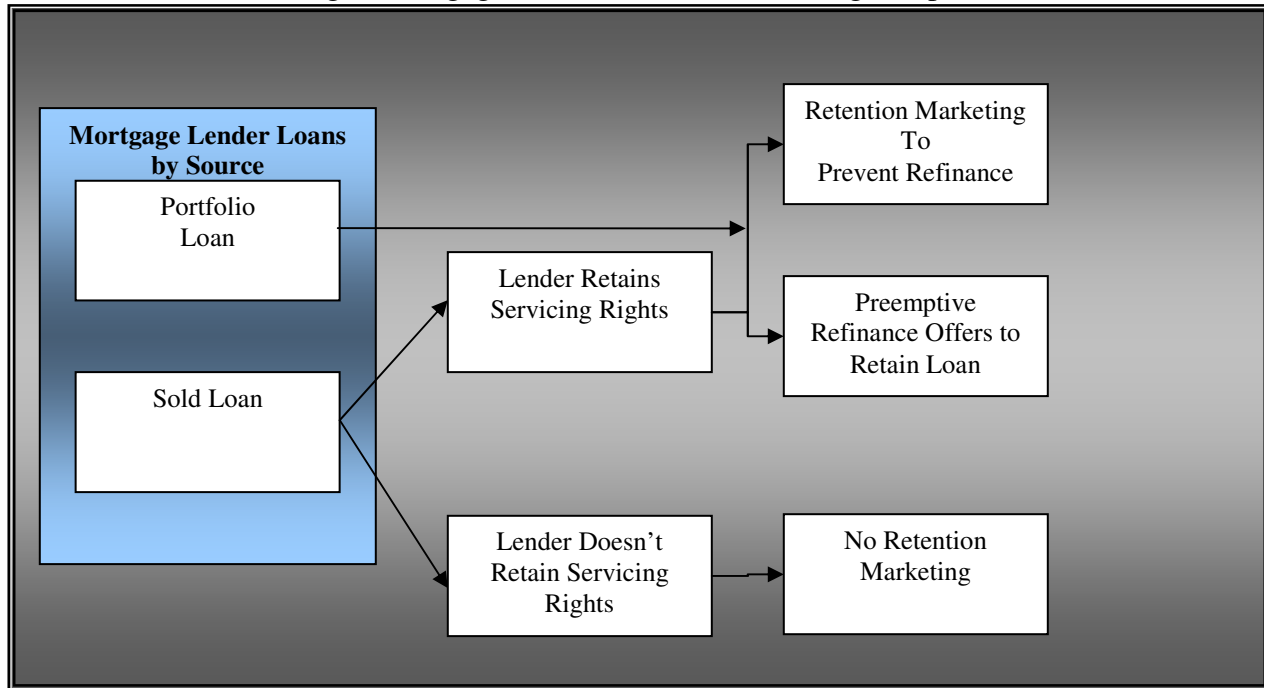 Mortgage Lender Loans
by Source
Portfolio
Loan
Sold Loan
Lender Retains
Servicing Rights
Lender Doesn't
Retain Servicing
Rights
Retention Marketing
To
Prevent Refinance
Preemptive
Refinance Offers to
Retain Loan
No Retention
Marketing